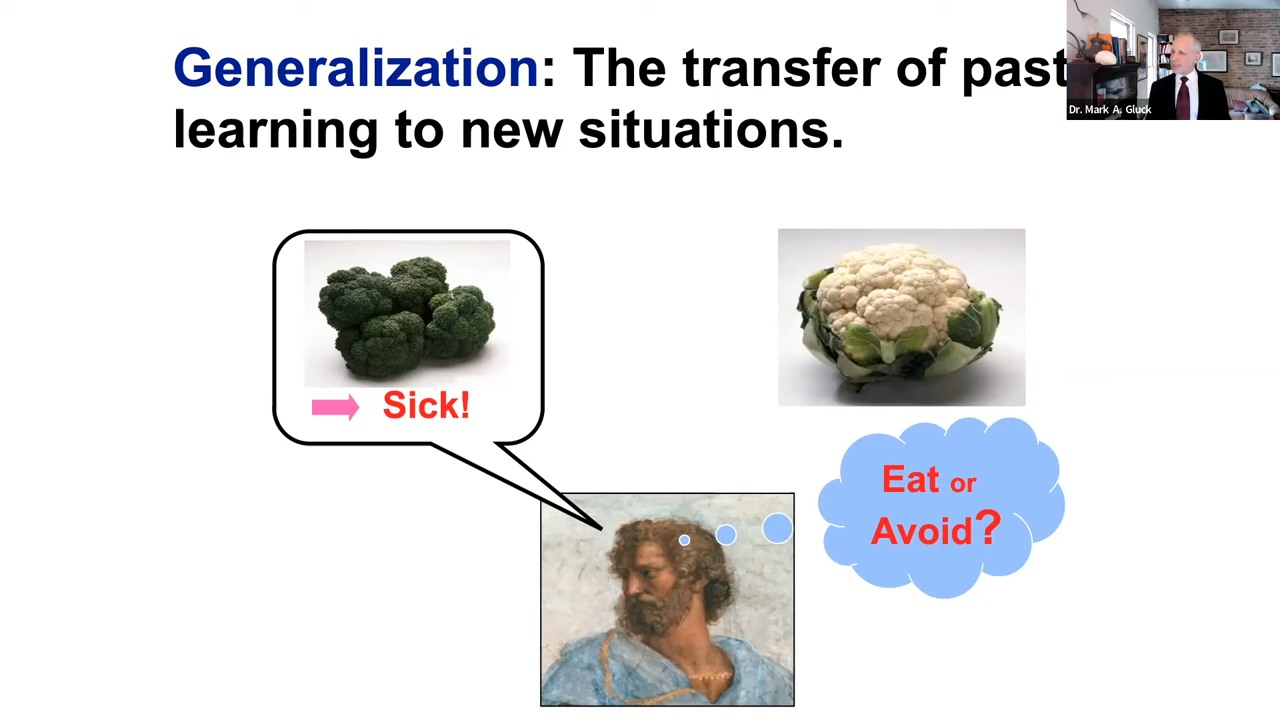 Generalization: The transfer of past
learning to new situations.
Dr. Mark A. Gluck
Sick!
Eat or
Avoid?